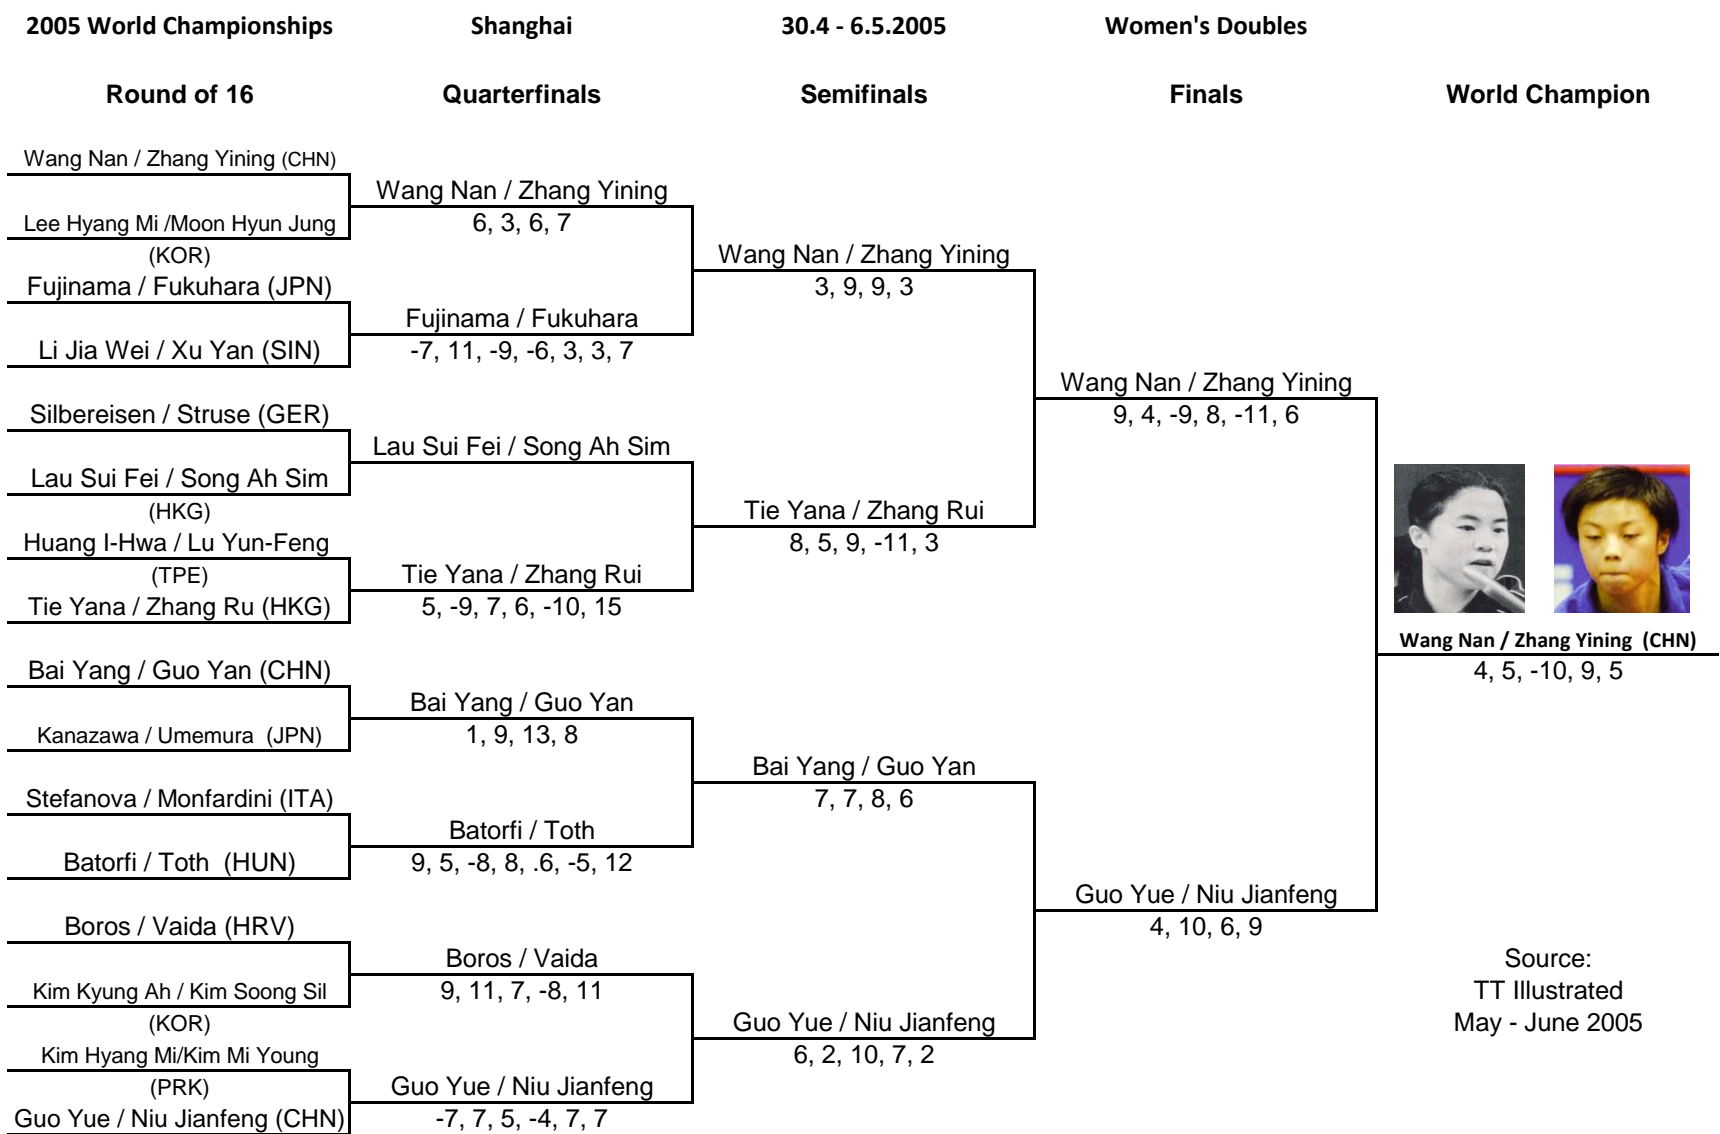 2005 World Championships Shanghai 30.4 - 6.5.2005 Women's Doubles
Round of 16 Quarterfinals Semifinals Finals World Champion
Wang Nan / Zhang Yining (CHN)
Lee Hyang Mi /Moon Hyun Jung
(KOR)
Fujinama / Fukuhara (JPN)
Li Jia Wei / Xu Yan (SIN)
Silbereisen / Struse (GER)
Lau Sui Fei / Song Ah Sim
(HKG)
Huang I-Hwa / Lu Yun-Feng
(TPE)
Tie Yana / Zhang Ru (HKG)
Bai Yang / Guo Yan (CHN)
Kanazawa / Umemura (JPN)
Stefanova / Monfardini (ITA)
Batorfi / Toth (HUN)
Boros / Vaida (HRV)
Kim Kyung Ah / Kim Soong Sil
(KOR)
Kim Hyang Mi/Kim Mi Young
(PRK)
Guo Yue / Niu Jianfeng (CHN)
Wang Nan / Zhang Yining
6, 3, 6, 7
Fujinama / Fukuhara
-7, 11, -9, -6, 3, 3, 7
Lau Sui Fei / Song Ah Sim
Tie Yana / Zhang Rui
5, -9, 7, 6, -10, 15
Bai Yang / Guo Yan
1, 9, 13, 8
Batorfi / Toth
9, 5, -8, 8, .6, -5, 12
Boros / Vaida
9, 11, 7, -8, 11
Guo Yue / Niu Jianfeng
-7, 7, 5, -4, 7, 7
Wang Nan / Zhang Yining
3, 9, 9, 3
Tie Yana / Zhang Rui
8, 5, 9, -11, 3
Bai Yang / Guo Yan
7, 7, 8, 6
Guo Yue / Niu Jianfeng
6, 2, 10, 7, 2
Wang Nan / Zhang Yining
9, 4, -9, 8, -11, 6
Guo Yue / Niu Jianfeng
4, 10, 6, 9
Wang Nan / Zhang Yining (CHN)
4, 5, -10, 9, 5
Source:
TT Illustrated
May - June 2005